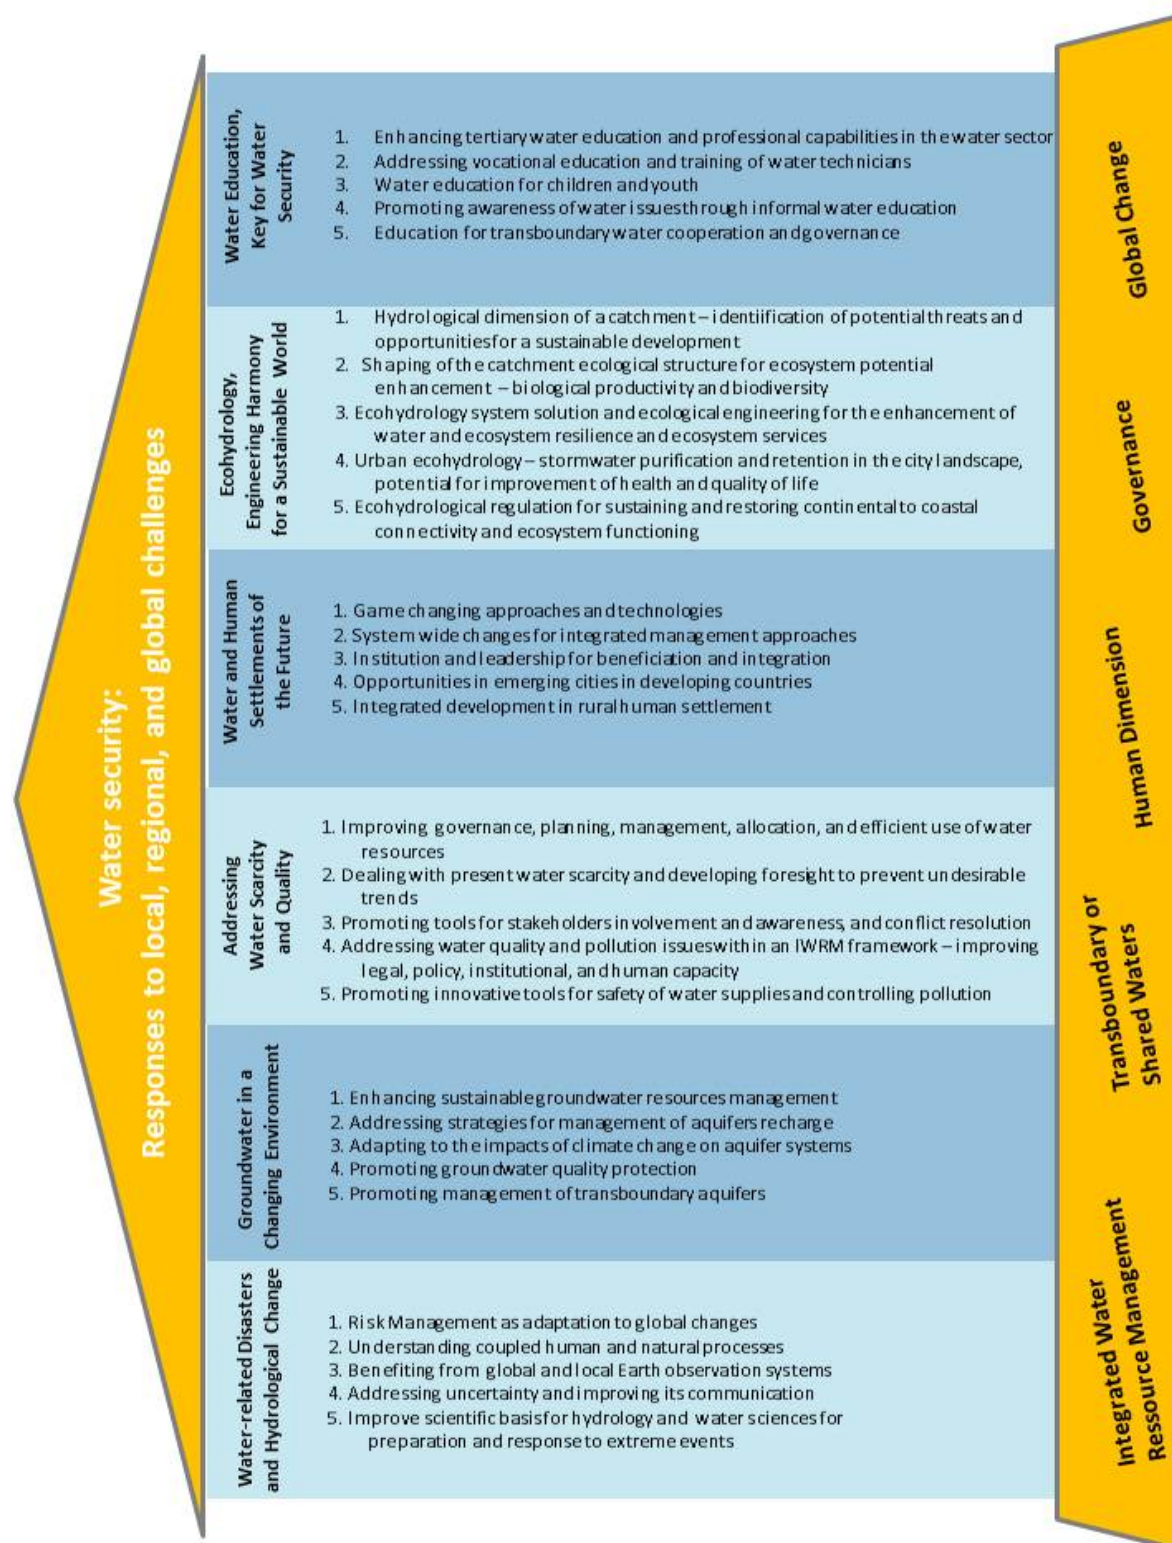 Water security:
Responses to local, regional, and global challenges
Water Education,
Key for Water
Security
1. Enhancing tertiary water education and professional capabilities in the water sector
2. Addressing vocational education and training of water technicians
3. Water education for children and youth
4. Promoting awareness of water issues through informal water education
5. Education for transboundary water cooperation and governance
Ecohydrology,
Engineering Harmony
for a Sustainable World
1. Hydrological dimension of a catchment – identiification of potential threats and
opportunities for a sustainable development
2. Shaping of the catchment ecological structure for ecosystem potential
enhancement – biological productivity and biodiversity
3. Ecohydrology system solution and ecological engineering for the enhancement of
water and ecosystem resilience and ecosystem services
4. Urban ecohydrology – stormwater purification and retention in the city landscape,
potential for improvement of health and quality of life
5. Ecohydrological regulation for sustaining and restoring continental to coastal
connectivity and ecosystem functioning
Water and Human
Settlements of
the Future
1. Game changing approaches and technologies
2. System wide changes for integrated management approaches
3. Institution and leadership for beneficiation and integration
4. Opportunities in emerging cities in developing countries
5. Integrated development in rural human settlement
Addressing
Water Scarcity
and Quality
1. Improving governance, planning, management, allocation, and efficient use of water
resources
2. Dealing with present water scarcity and developing foresight to prevent undesirable
trends
3. Promoting tools for stakeholders involvement and awareness, and conflict resolution
4. Addressing water quality and pollution issues within an IWRM framework – improving
legal, policy, institutional, and human capacity
5. Promoting innovative tools for safety of water supplies and controlling pollution
Groundwater in a
Changing Environment
1. Enhancing sustainable groundwater resources management
2. Addressing strategies for management of aquifers recharge
3. Adapting to the impacts of climate change on aquifer systems
4. Promoting groundwater quality protection
5. Promoting management of transboundary aquifers
Water-related Disasters
and Hydrological Change
1. Risk Management as adaptation to global changes
2. Understanding coupled human and natural processes
3. Benefiting from global and local Earth observation systems
4. Addressing uncertainty and improving its communication
5. Improve scientific basis for hydrology and water sciences for
preparation and response to extreme events
Global Change
Governance
Human Dimension
Transboundary or
Shared Waters
Integrated Water
Ressource Management